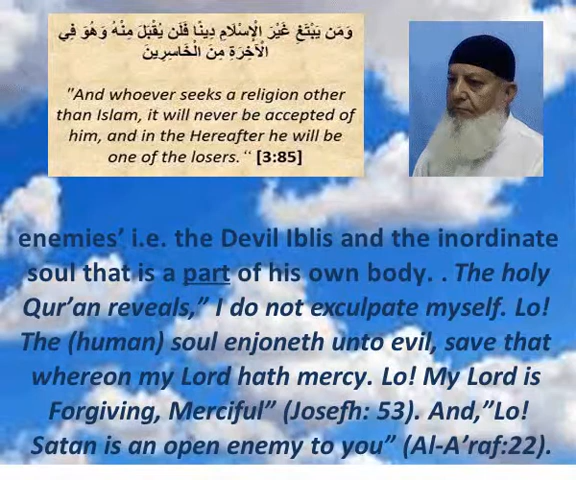 وَمَن يَبْتَغِ غَيْرَ الْإِسْلَامِ دِينًا فَلَن يُقْبَلَ مِنْهُ وَهُوَ فِي
الْآخِرَةِ مِنَ الْخَاسِرِينَ
"And whoever seeks a religion other
than Islam, it will never be accepted of
him, and in the Hereafter he will be
one of the losers.“ [3:85]
enemies’ i.e. the Devil Iblis and the inordinate
soul that is a part of his own body. . The holy
Qur’an reveals,” I do not exculpate myself. Lo!
The (human) soul enjoneth unto evil, save that
whereon my Lord hath mercy. Lo! My Lord is
Forgiving, Merciful” (Josefh: 53). And,”Lo!
Satan is an open enemy to you” (Al-A’raf:22).